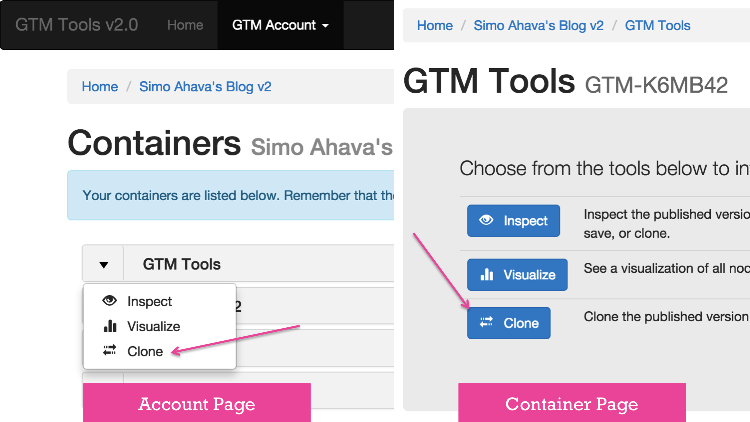 GTM Tools v2.0 Home GTM Account
Home / Simo Ahava's Blog v2
Containers Simo Ahava's
Your containers are listed below. Remember that the
GTM Tools
2
Inspect
Visualize
Clone
Account Page
Home / Simo Ahava's Blog v2 / GTM Tools
GTM Tools GTM-K6MB42
Choose from the tools below to in
Inspect Inspect the published versio
save, or clone.
Visualize See a visualization of all noc
Clone Clone the published version
Container Page